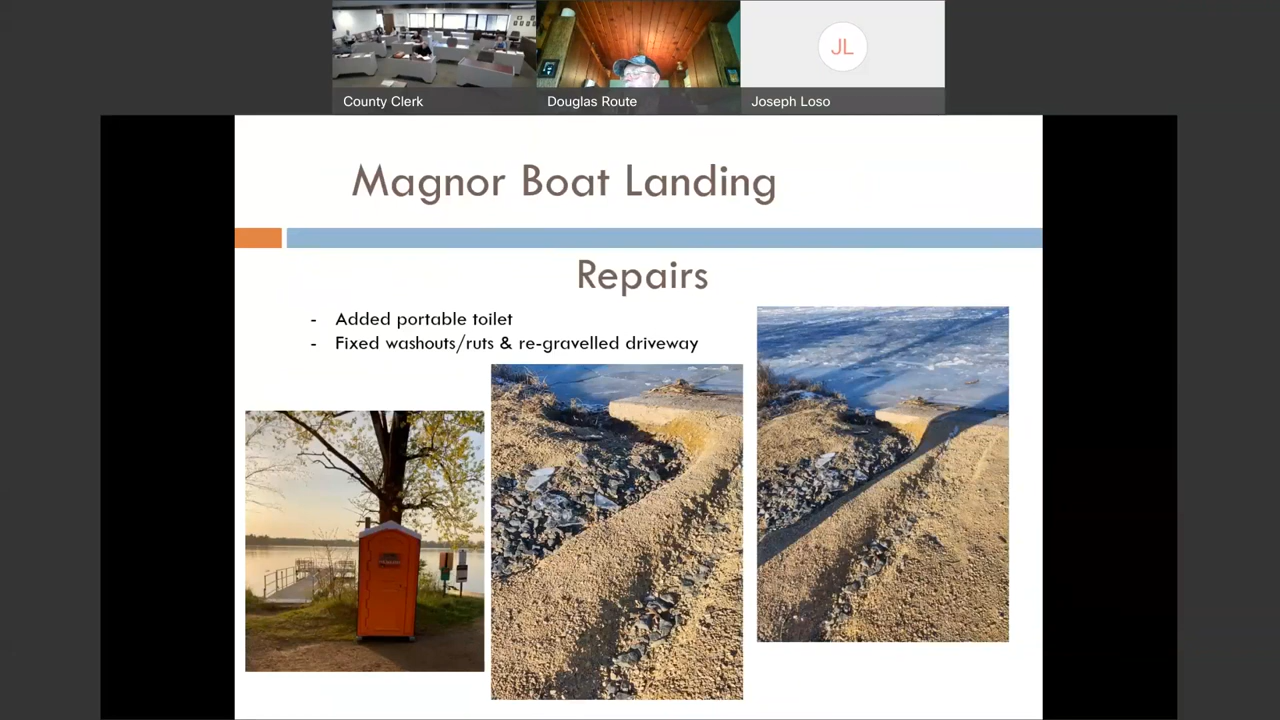 JL
County Clerk
Douglas Route
Joseph Loso
Magnor Boat Landing
Repairs
- Added portable toilet
- Fixed washouts/ruts & re-gravelled driveway